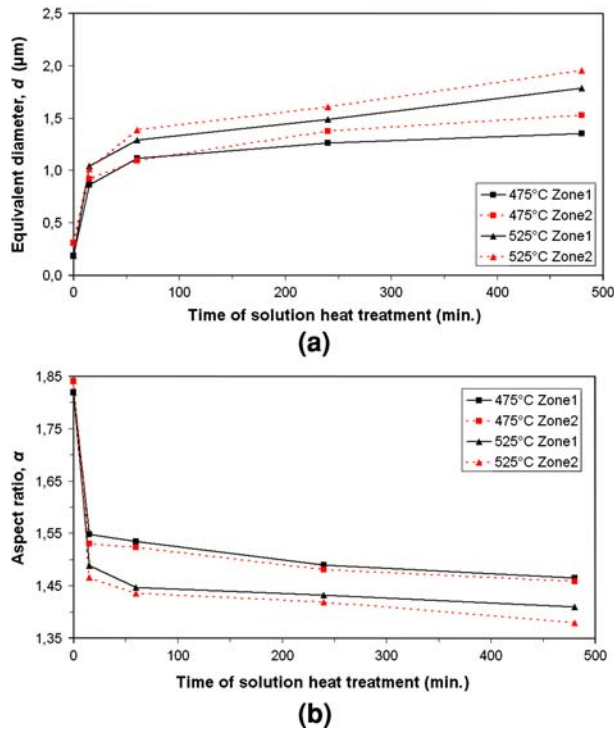 2,5
2,0
1,5
1,0
0,5
0,0
Equivalent diameter, d (µm)
475°C Zone1
475°C Zone2
525°C Zone1
525°C Zone2
0 100 200 300 400 500
Time of solution heat treatment (min.)
(a)
1,85
1,75
1,65
1,55
1,45
1,35
Aspect ratio, α
475°C Zone1
475°C Zone2
525°C Zone1
525°C Zone2
0 100 200 300 400 500
Time of solution heat treatment (min.)
(b)